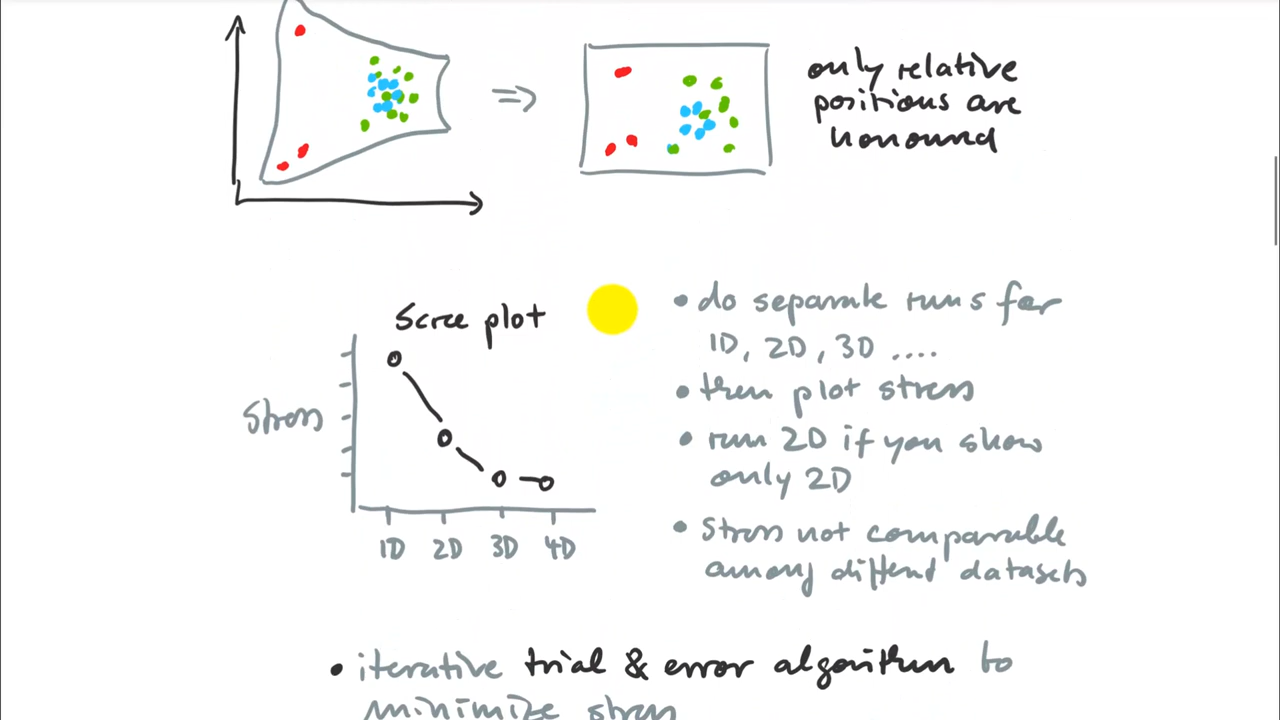 only relative
positions are
honoured
Scree plot
Stress
1D 2D 3D 4D
• do separate runs for
1D, 2D, 3D ....
• then plot stress
• run 2D if you show
only 2D
• Stress not comparable
among different datasets
• iterative trial & error algorithm to
minimize stress